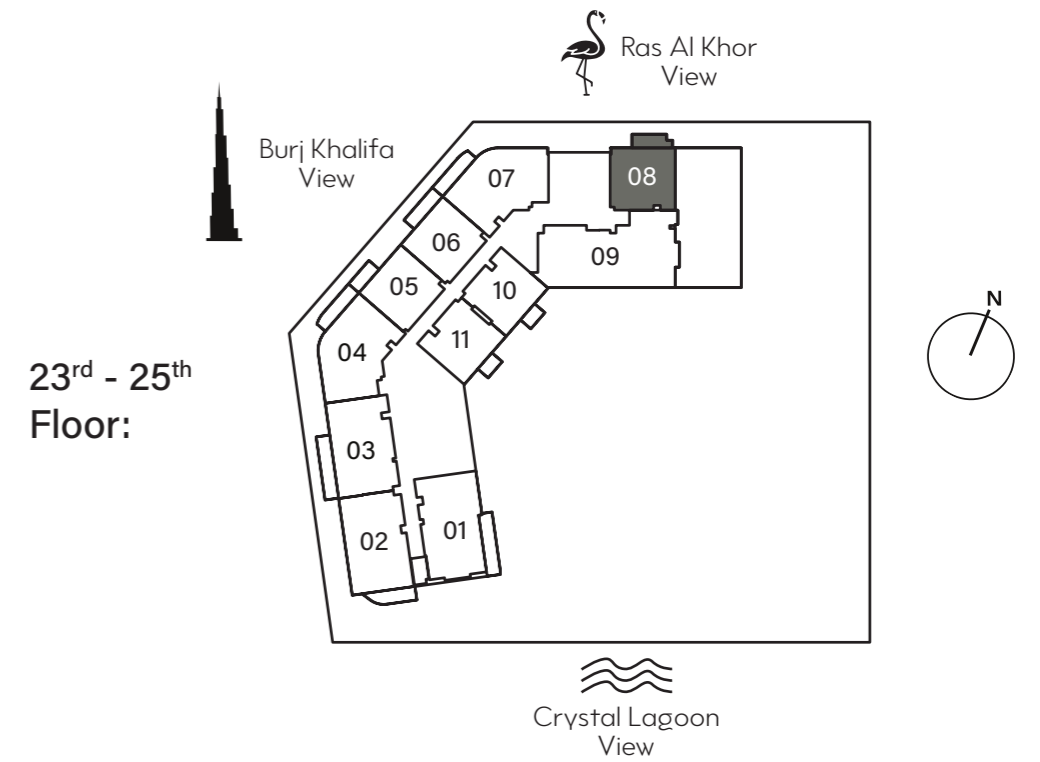 Ras Al Khor
View
Burj Khalifa
View
07
08
06
09
05
10
11
04
N
23rd - 25th
Floor:
03
01
02
Crystal Lagoon
View